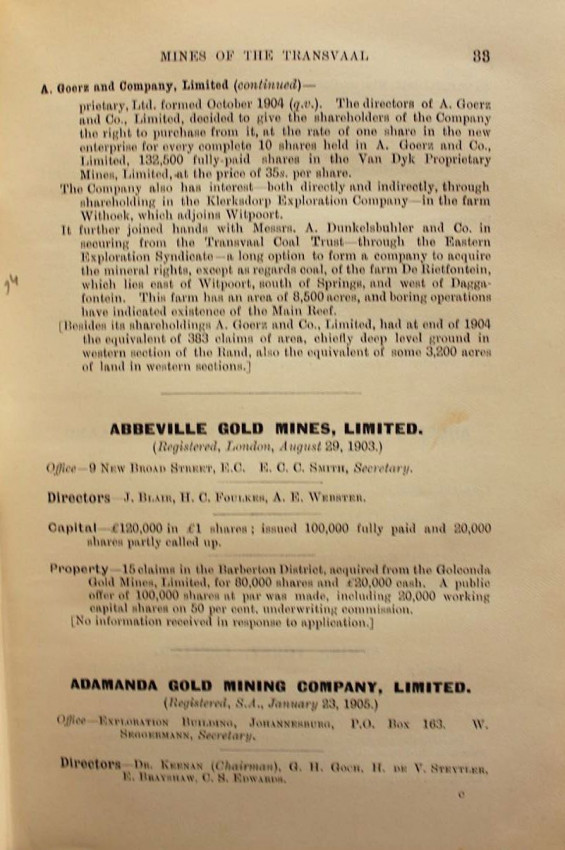 MINES OF THE TRANSVAAL 33
A. Goerz and Company, Limited (continued)—
prietary, Ltd. formed October 1904 (q.v.). The directors of A. Goerz
and Co., Limited, decided to give the shareholders of the Company
the right to purchase from it, at the rate of one share in the new
enterprise for every complete 10 shares held in A. Goerz and Co.,
Limited, 132,500 fully-paid shares in the Van Dyk Proprietary
Mines, Limited, at the price of 35s. per share.
The Company also has interest—both directly and indirectly, through
shareholding in the Klerksdorp Exploration Company—in the farm
Withoek, which adjoins Witpoort.
It further joined hands with Messrs. A. Dunkelsbuhler and Co. in
securing from the Transvaal Coal Trust—through the Eastern
Exploration Syndicate—a long option to form a company to acquire
the mineral rights, except as regards coal, of the farm De Rietfontein,
which lies east of Witpoort, south of Springs, and west of Dagga-
fontein. This farm has an area of 8,500 acres, and boring operations
have indicated existence of the Main Reef.
[Besides its shareholdings A. Goerz and Co., Limited, had at end of 1904
the equivalent of 383 claims of area, chiefly deep level ground in
western section of the Rand, also the equivalent of some 3,200 acres
of land in western sections.]
ABBEVILLE GOLD MINES, LIMITED.
(Registered, London, August 29, 1903.)
Office—9 New Broad Street, E.C. E. C. C. Smith, Secretary.
Directors—J. Blair, H. C. Foulkes, A. E. Webster.
Capital—£120,000 in £1 shares; issued 100,000 fully paid and 20,000
shares partly called up.
Property—15 claims in the Barberton District, acquired from the Golconda
Gold Mines, Limited, for 80,000 shares and £20,000 cash. A public
offer of 100,000 shares at par was made, including 20,000 working
capital shares on 50 per cent. underwriting commission.
[No information received in response to application.]
ADAMANDA GOLD MINING COMPANY, LIMITED.
(Registered, S.A., January 23, 1905.)
Office—Exploration Building, Johannesburg, P.O. Box 163. W.
Seggermann, Secretary.
Directors—Dr. Keenan (Chairman), G. H. Goch, H. de V. Steytler,
E. Brayshaw, C. S. Edwards.
C